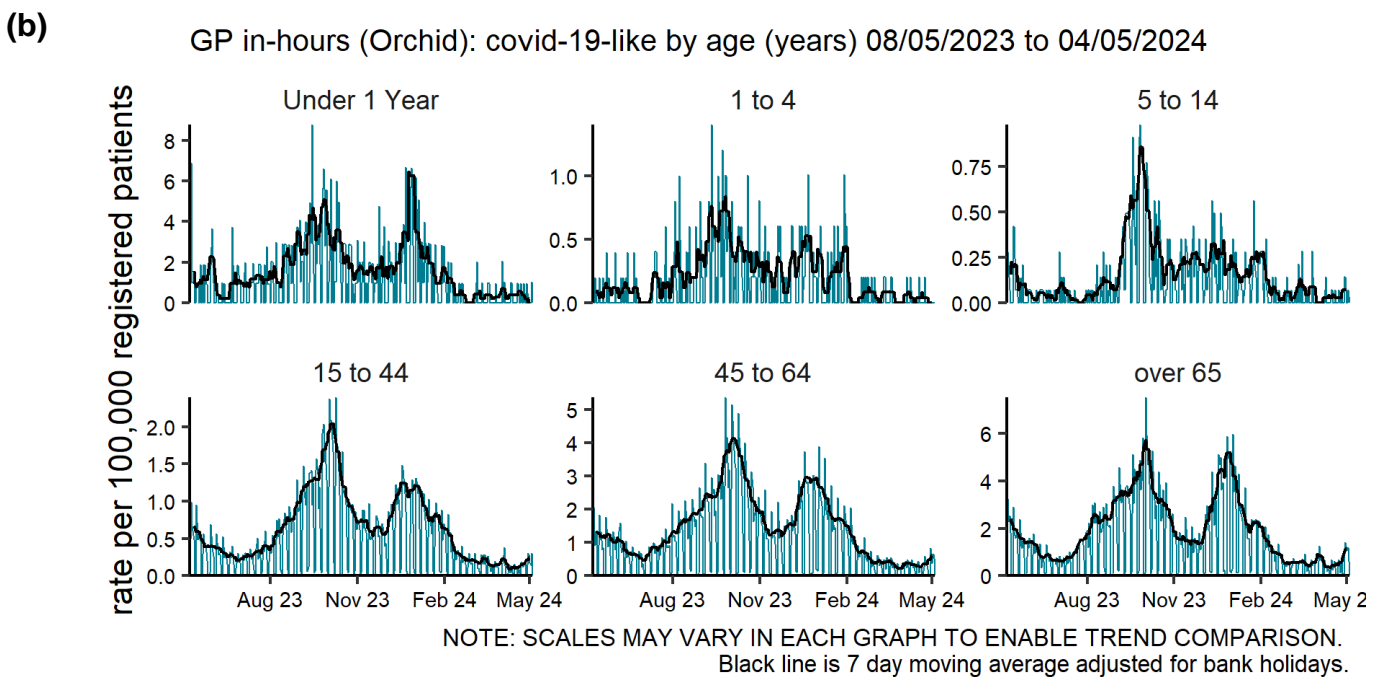 (b)
GP in-hours (Orchid): covid-19-like by age (years) 08/05/2023 to 04/05/2024
rate per 100,000 registered patients
Under 1 Year
8
6
4
2
0
1 to 4
1.0
0.5
0.0
5 to 14
0.75
0.50
0.25
0.00
15 to 44
2.0
1.5
1.0
0.5
0.0
Aug 23 Nov 23 Feb 24 May 24
45 to 64
5
4
3
2
1
0
Aug 23 Nov 23 Feb 24 May 24
over 65
6
4
2
0
Aug 23 Nov 23 Feb 24 May 2
NOTE: SCALES MAY VARY IN EACH GRAPH TO ENABLE TREND COMPARISON.
Black line is 7 day moving average adjusted for bank holidays.